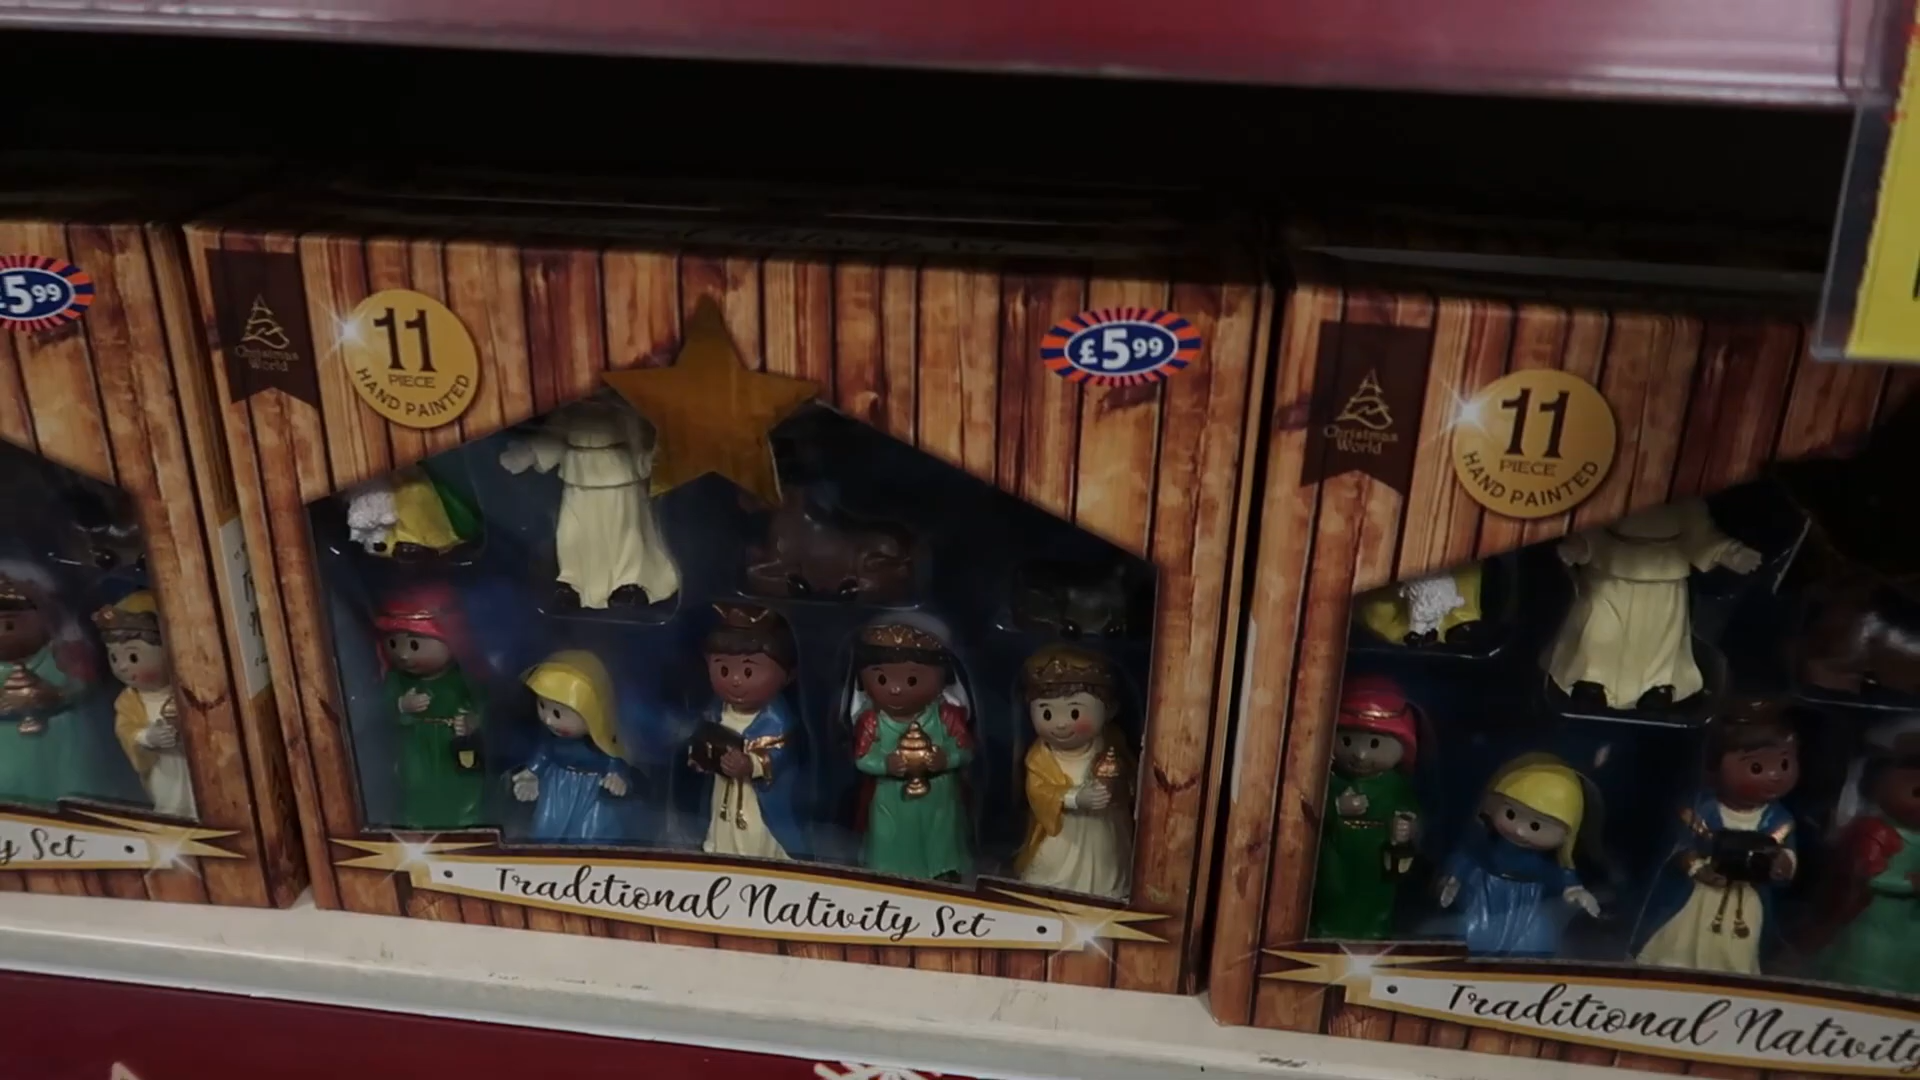 £5.99
Christmas
World
11
PIECE
HAND PAINTED
£5.99
Traditional Nativity Set
y Set
Christmas
World
11
PIECE
HAND PAINTED
Traditional Nativity